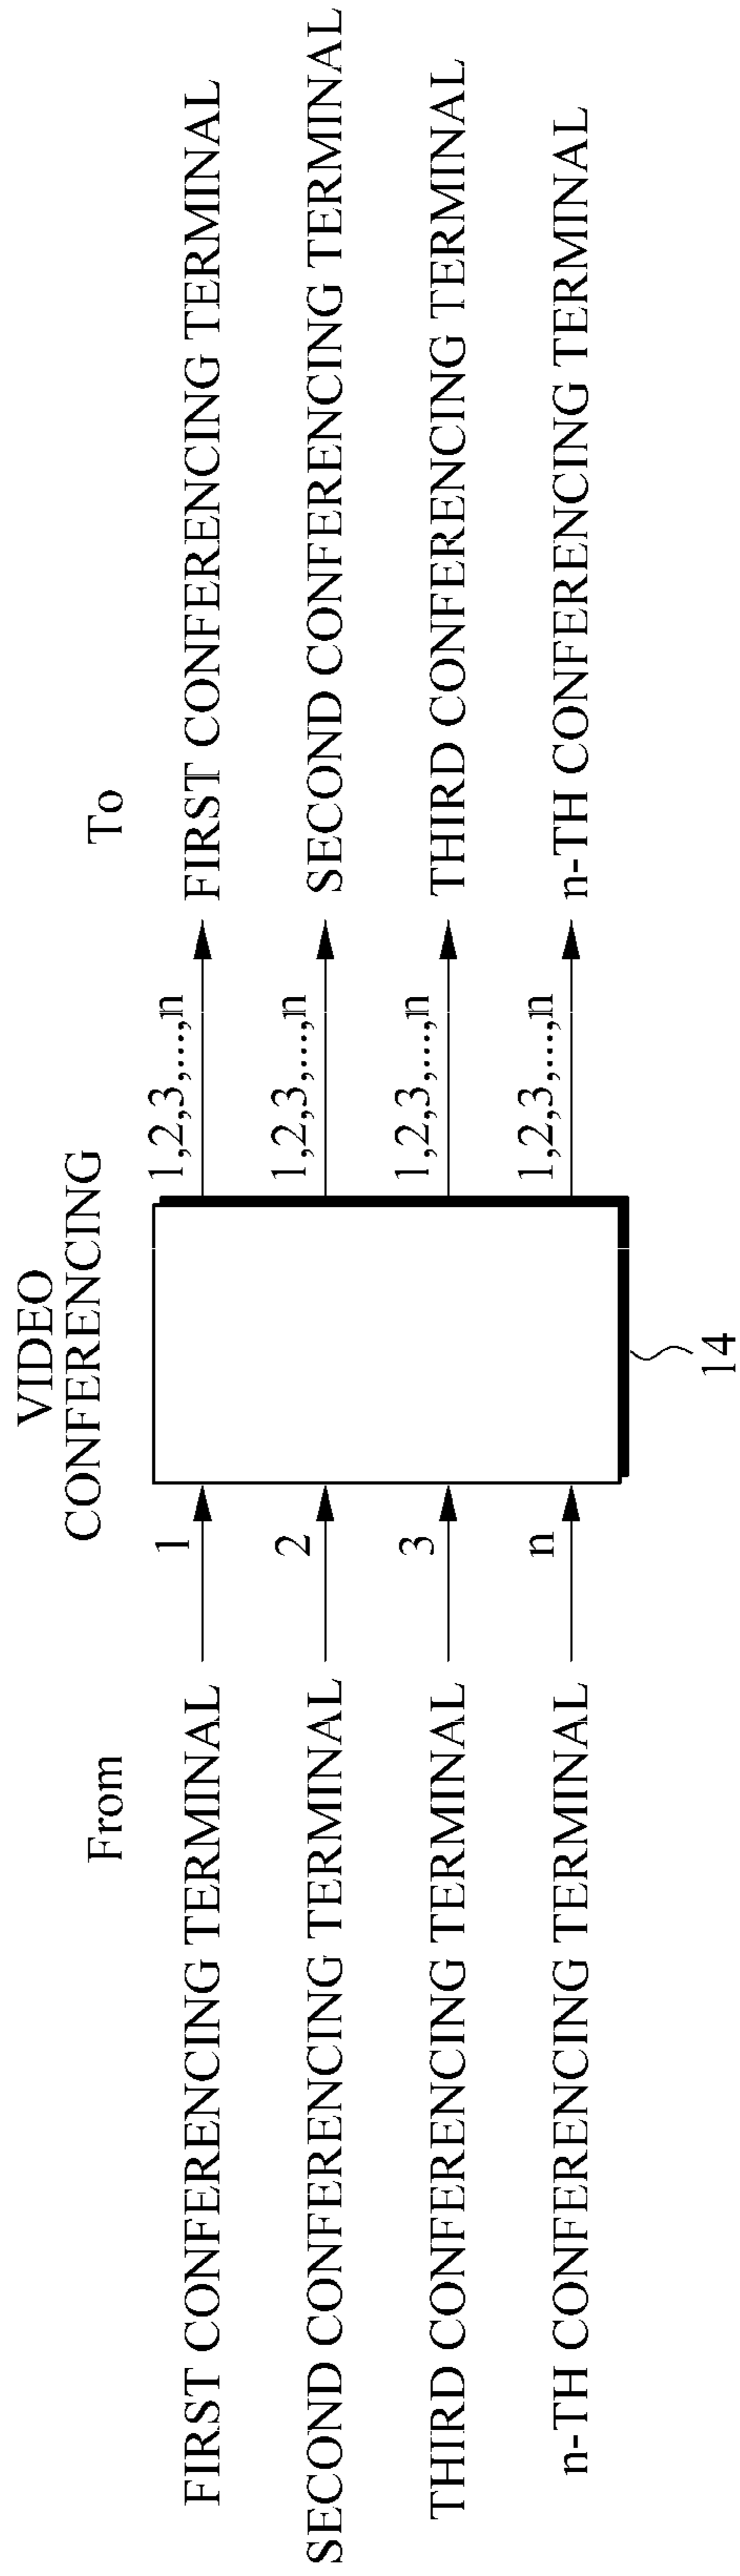 VIDEO
CONFERENCING
From
To
FIRST CONFERENCING TERMINAL
1
1,2,3,...,n
FIRST CONFERENCING TERMINAL
SECOND CONFERENCING TERMINAL
2
1,2,3,...,n
SECOND CONFERENCING TERMINAL
THIRD CONFERENCING TERMINAL
3
1,2,3,...,n
THIRD CONFERENCING TERMINAL
n-TH CONFERENCING TERMINAL
n
1,2,3,...,n
n-TH CONFERENCING TERMINAL
14